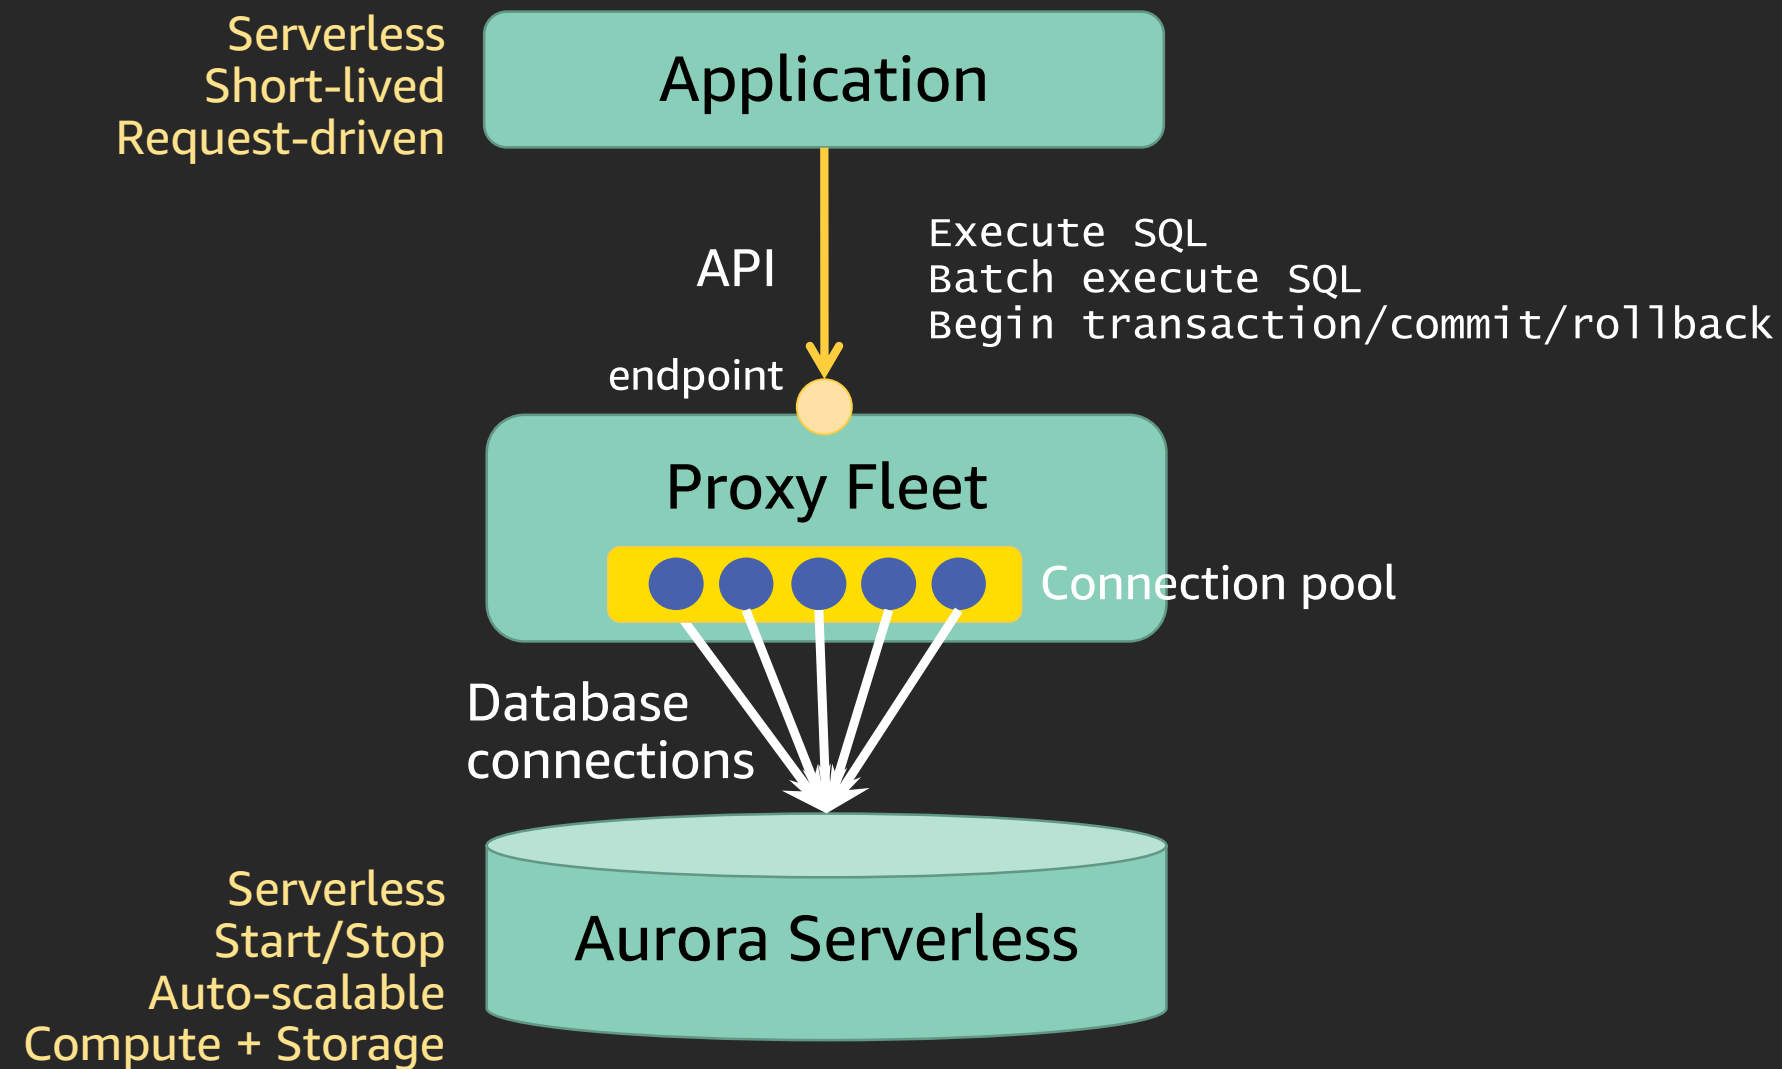 Serverless
Short-lived
Request-driven
Application
API
Execute SQL
Batch execute SQL
Begin transaction/commit/rollback
endpoint
Proxy Fleet
Connection pool
Database
connections
Serverless
Start/Stop
Auto-scalable
Compute + Storage
Aurora Serverless